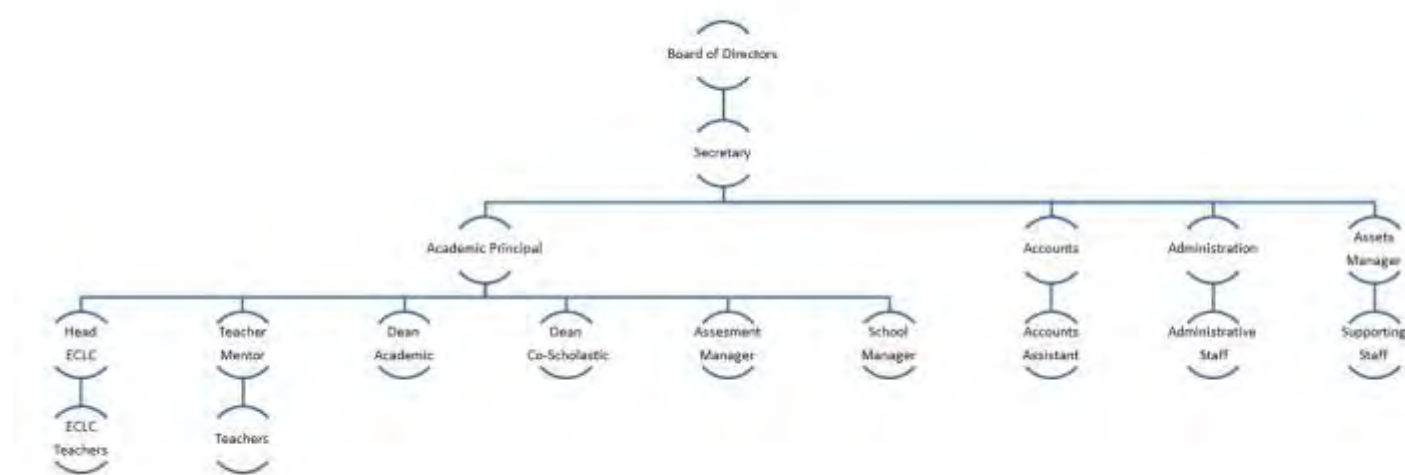 Board of Directors
Secretary
Academic Principal
Accounts
Administration
Assets
Manager
Head
ECLC
Teacher
Mentor
Dean
Academic
Dean
Co-Scholastic
Assesment
Manager
School
Manager
Accounts
Assistant
Administrative
Staff
Supporting
Staff
ECLC
Teachers
Teachers